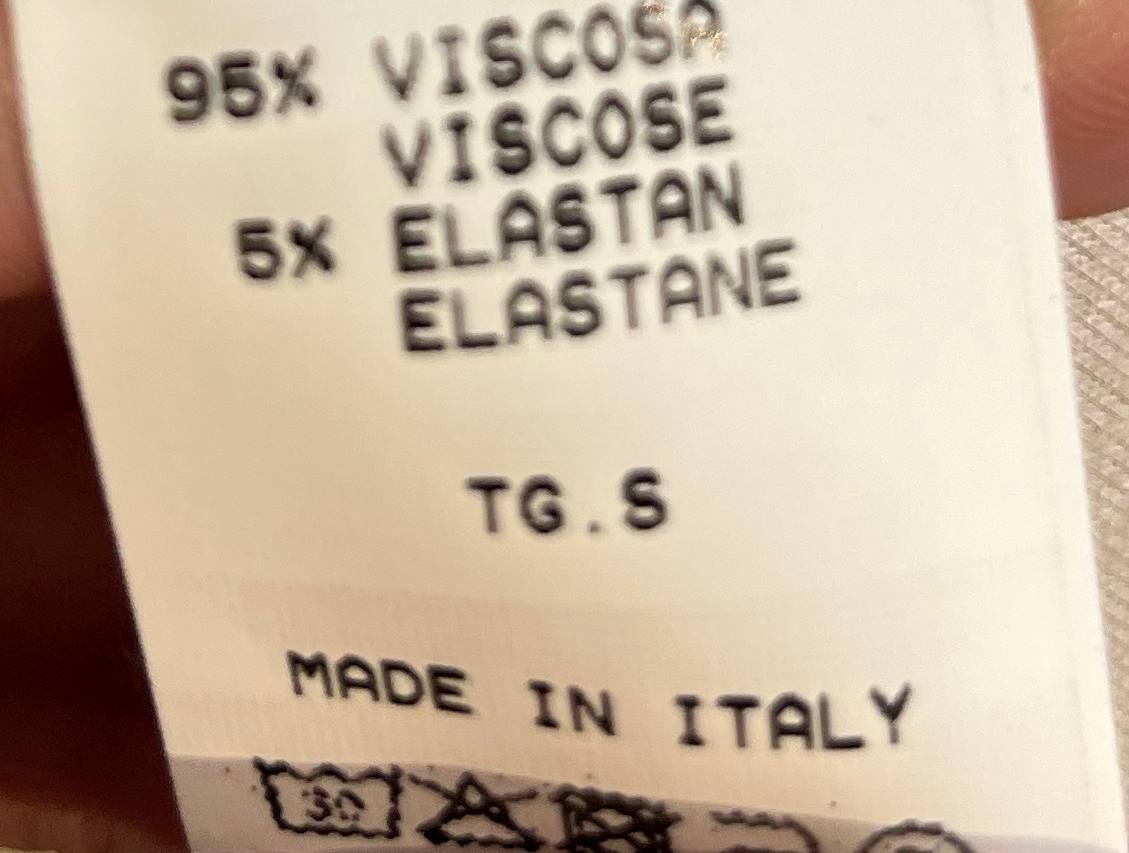 95% VISCOSA
VISCOSE
5% ELASTAN
ELASTANE
TG.S
MADE IN ITALY
30